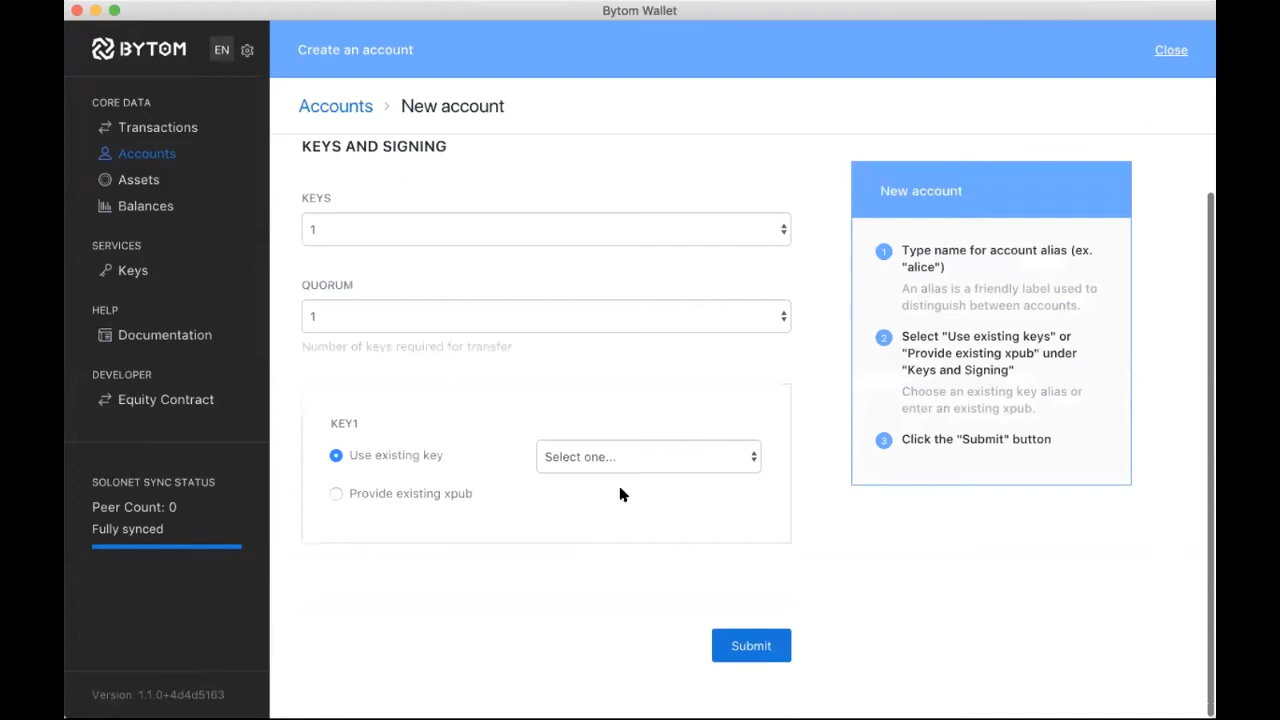 Bytom Wallet
BYTOM
EN
CORE DATA
Transactions
Accounts
Assets
Balances
SERVICES
Keys
HELP
Documentation
DEVELOPER
Equity Contract
SOLONET SYNC STATUS
Peer Count: 0
Fully synced
Version: 1.1.0+4d4d5163
Create an account
Close
Accounts › New account
KEYS AND SIGNING
KEYS
1
QUORUM
1
Number of keys required for transfer
KEY1
Use existing key
Select one...
Provide existing xpub
Submit
New account
1
Type name for account alias (ex.
"alice")
An alias is a friendly label used to
distinguish between accounts.
2
Select "Use existing keys" or
"Provide existing xpub" under
"Keys and Signing"
Choose an existing key alias or
enter an existing xpub.
3
Click the "Submit" button